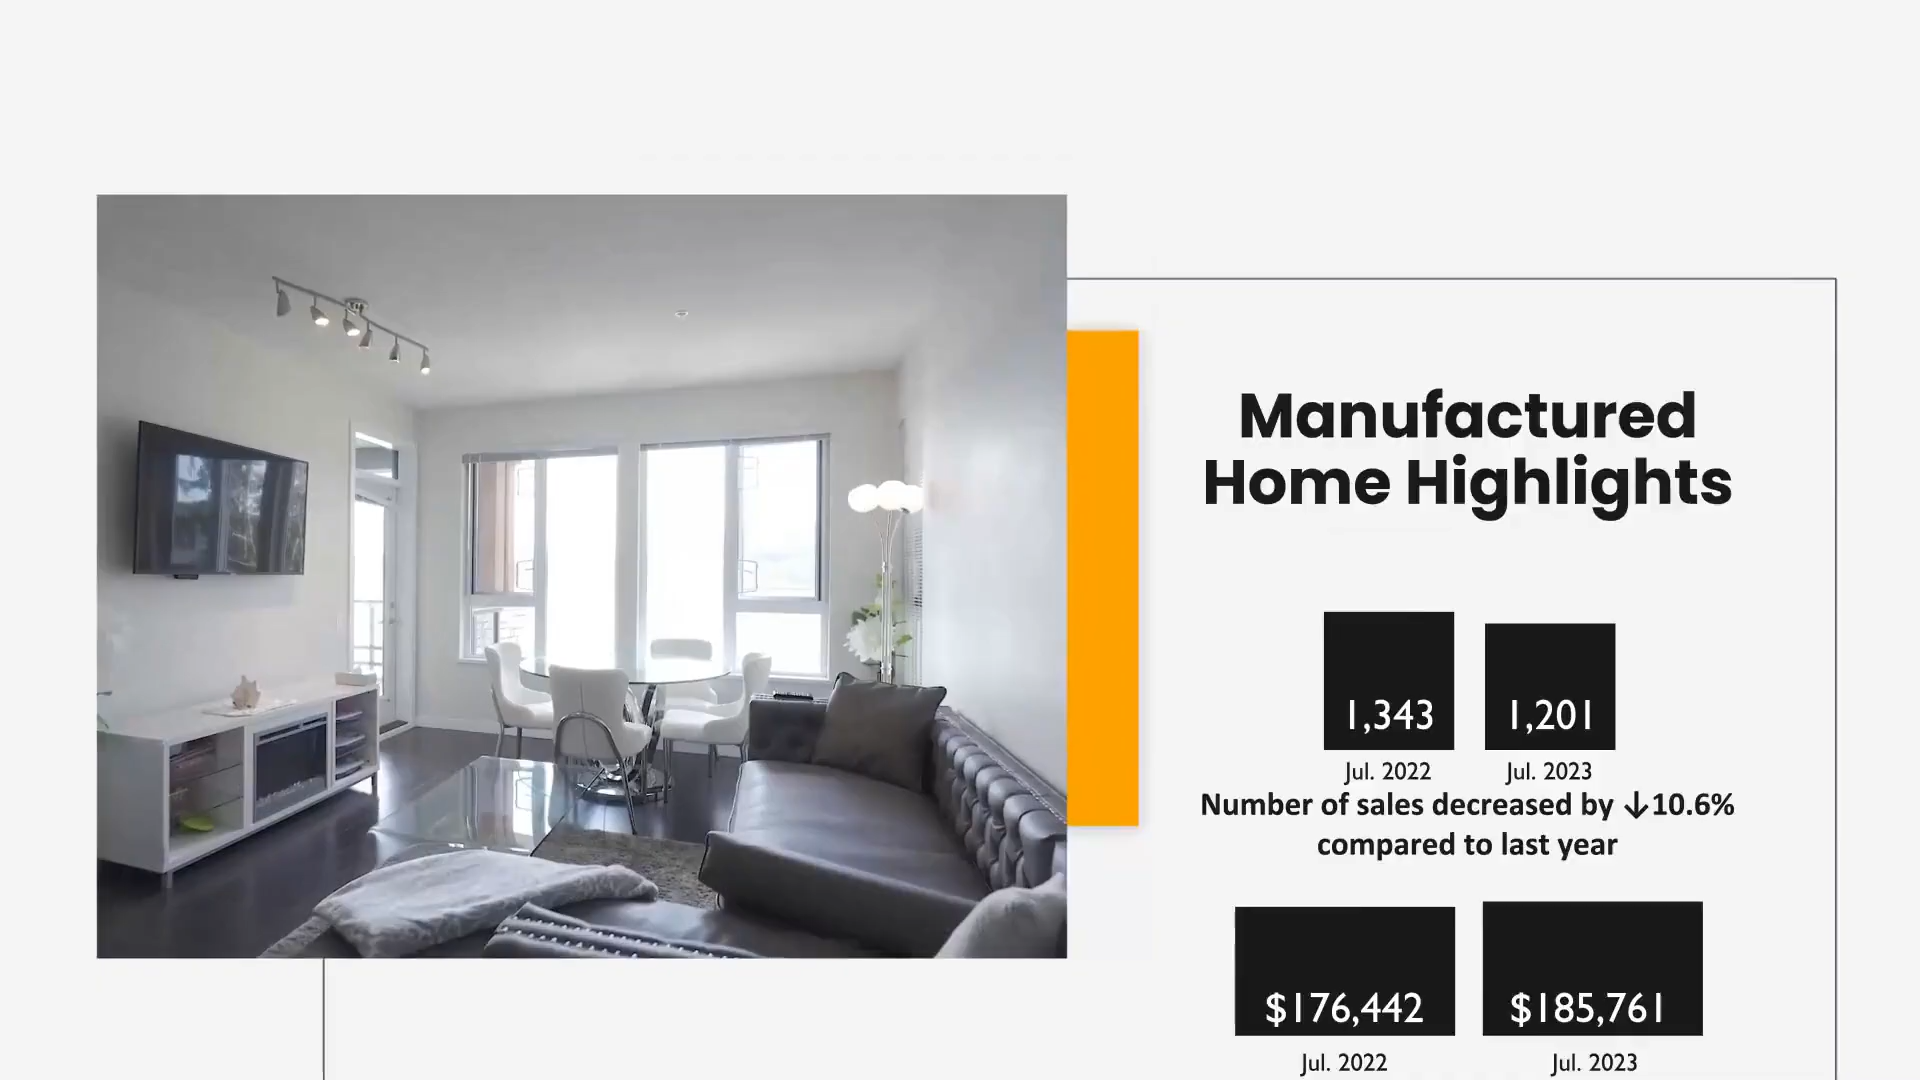 Manufactured
Home Highlights
1,343
1,201
Jul. 2022
Jul. 2023
Number of sales decreased by ↓10.6%
compared to last year
$176,442
$185,761
Jul. 2022
Jul. 2023